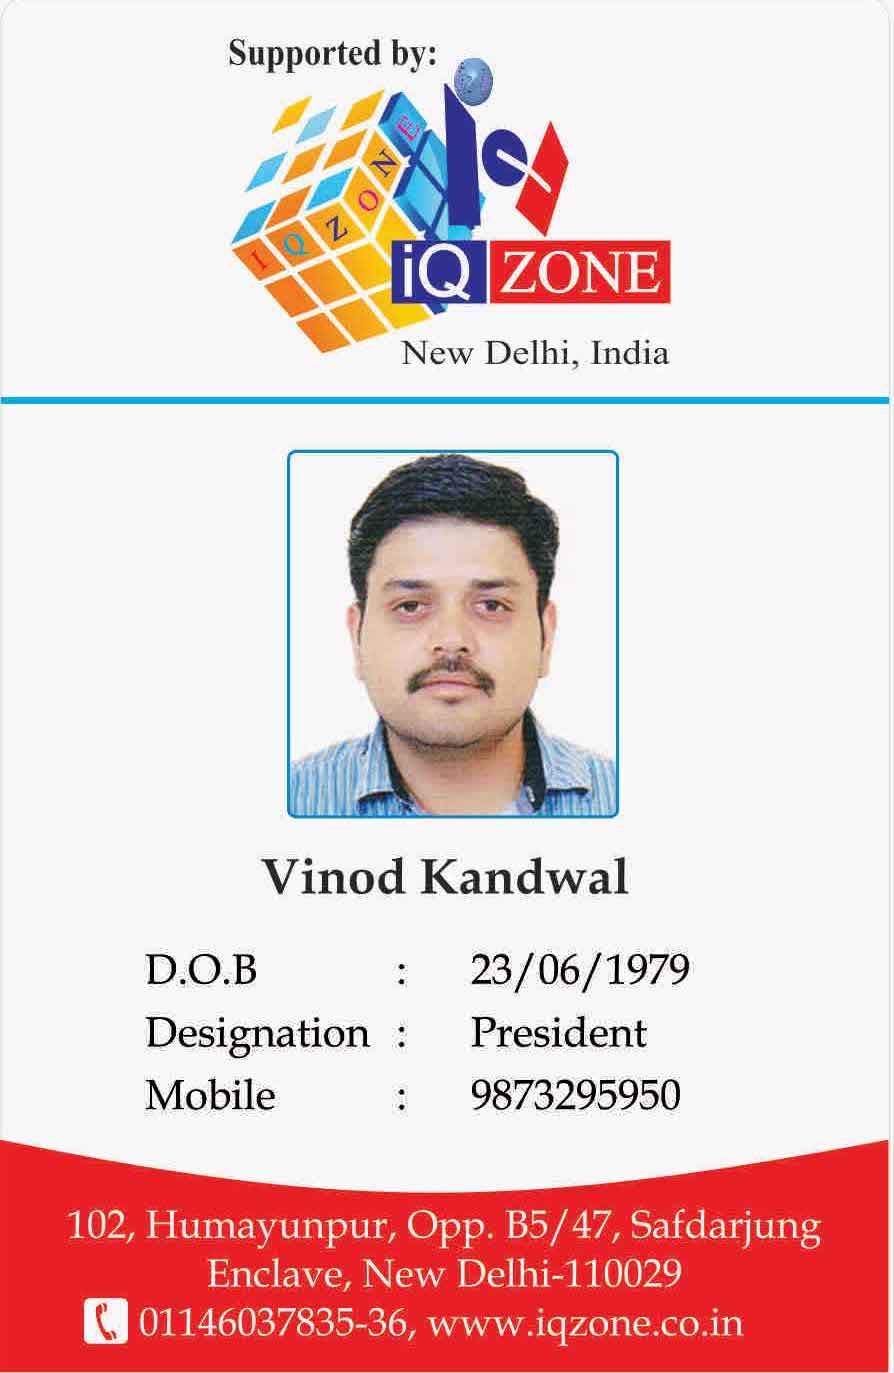 Supported by:
IQZONE
NE
iQ ZONE
New Delhi, India
Vinod Kandwal
D.O.B : 23/06/1979
Designation : President
Mobile : 9873295950
102, Humayunpur, Opp. B5/47, Safdarjung
Enclave, New Delhi-110029
01146037835-36, www.iqzone.co.in